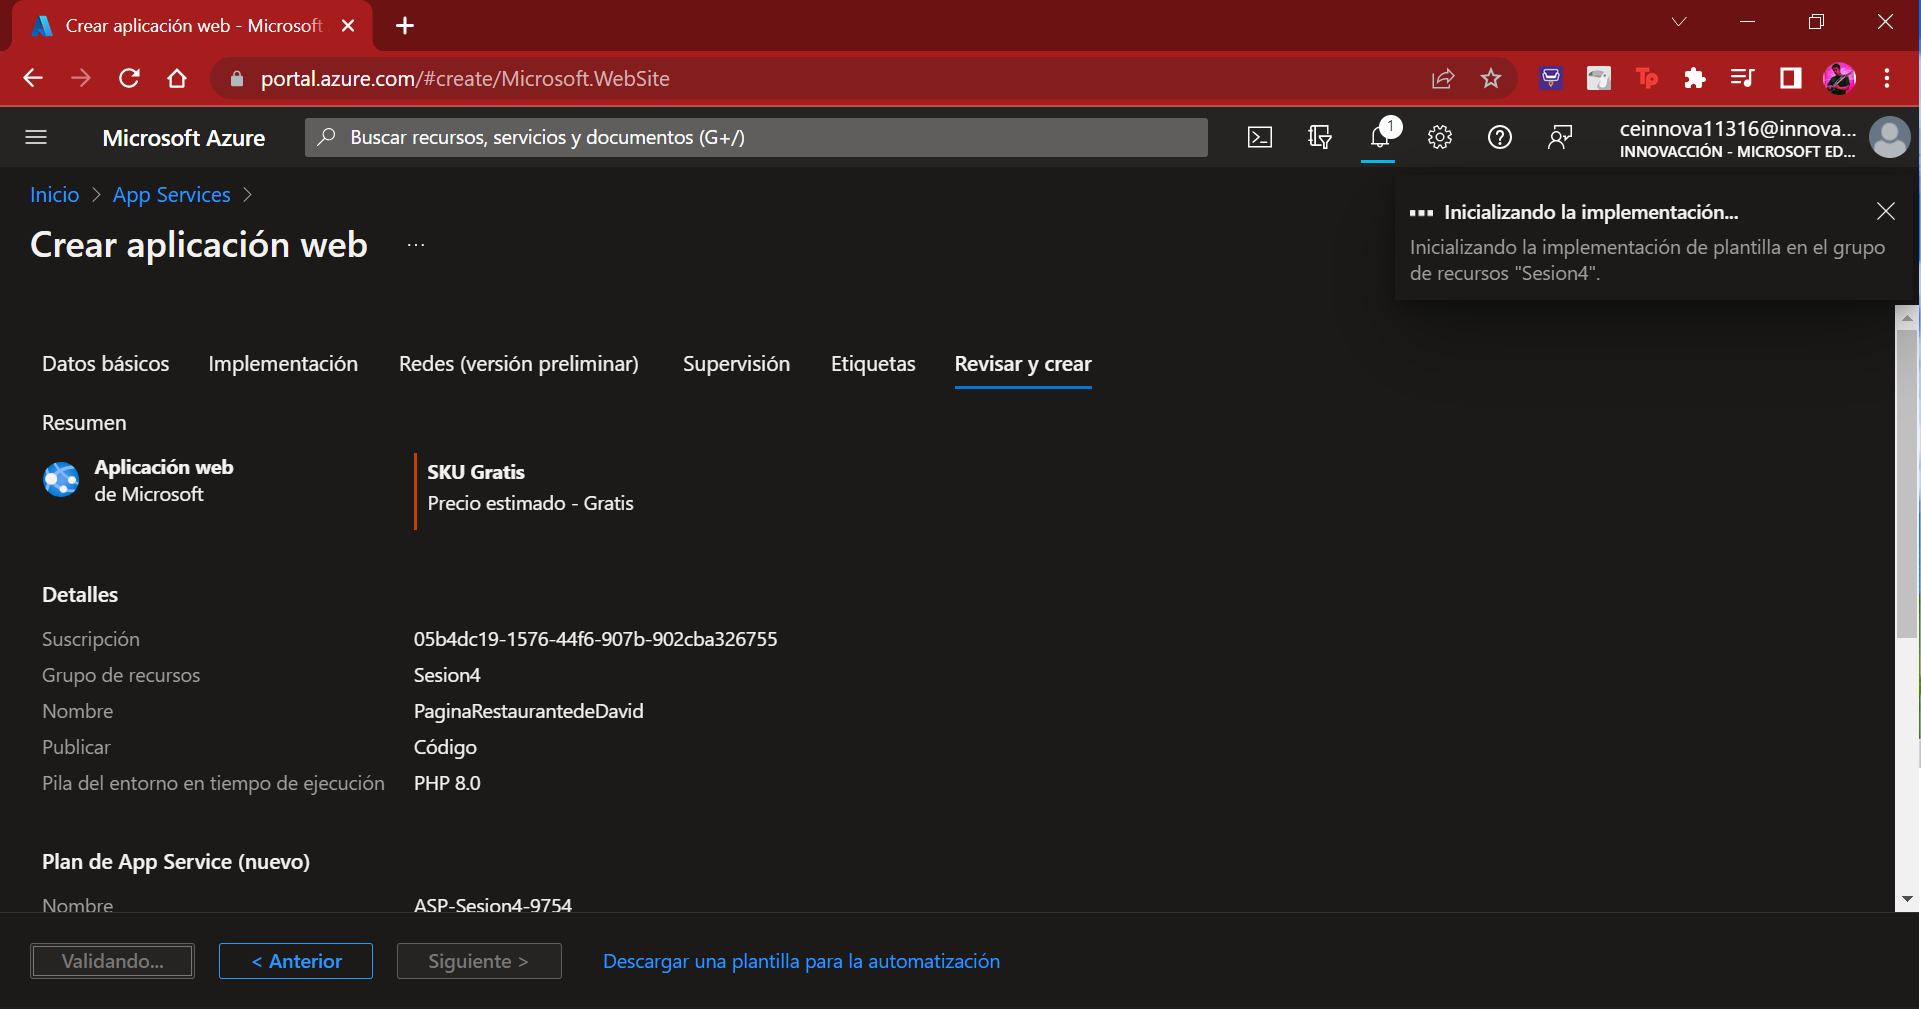 Crear aplicación web - Microsoft
portal.azure.com/#create/Microsoft.WebSite
Tp
Microsoft Azure
Buscar recursos, servicios y documentos (G+/)
1
ceinnova11316@innova...
INNOVACCIÓN - MICROSOFT ED...
Inicio > App Services >
Crear aplicación web ...
Inicializando la implementación...
Inicializando la implementación de plantilla en el grupo
de recursos "Sesion4".
Datos básicos Implementación Redes (versión preliminar) Supervisión Etiquetas Revisar y crear
Resumen
Aplicación web
de Microsoft
SKU Gratis
Precio estimado - Gratis
Detalles
Suscripción 05b4dc19-1576-44f6-907b-902cba326755
Grupo de recursos Sesion4
Nombre PaginaRestaurantedeDavid
Publicar Código
Pila del entorno en tiempo de ejecución PHP 8.0
Plan de App Service (nuevo)
Nombre ASP-Sesion4-9754
Validando... < Anterior Siguiente > Descargar una plantilla para la automatización